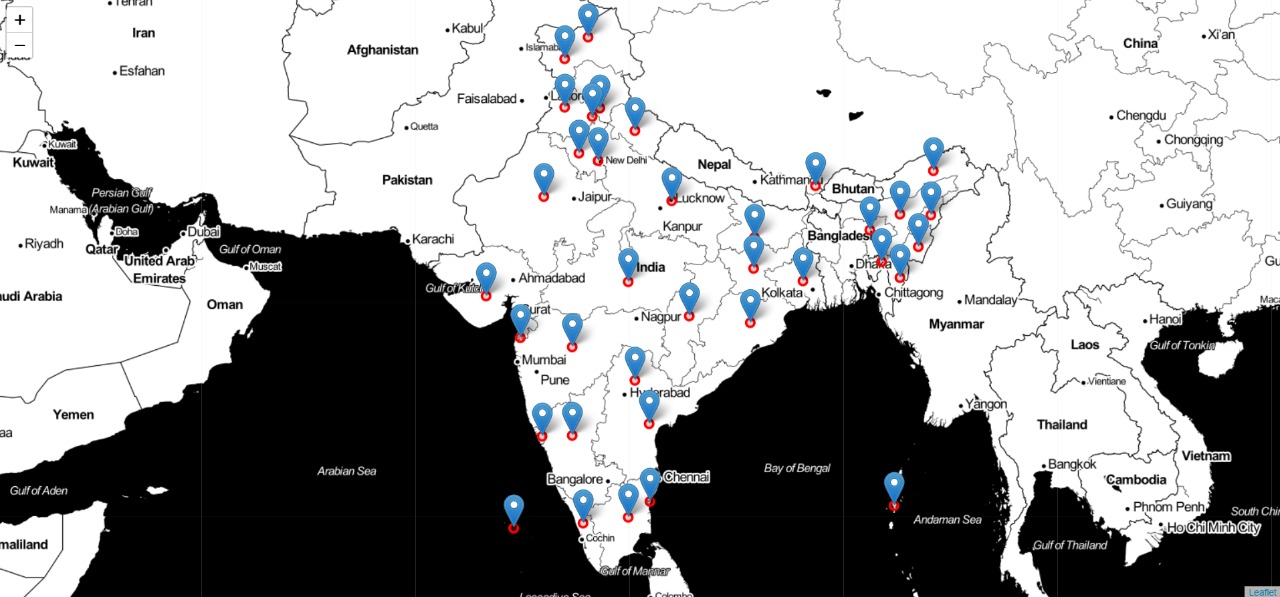 +
−
Tehran
Iran
Esfahan
Afghanistan
Kabul
Islamabad
Faisalabad
Lahore
Quetta
Pakistan
China
Xi'an
Chengdu
Chongqing
Guiyang
Kuwait
Kuwait
Persian Gulf
Manama (Arabian Gulf)
Doha
Qatar
Dubai
United Arab
Emirates
Gulf of Oman
Muscat
Riyadh
Oman
Karachi
New Delhi
Jaipur
Lucknow
Kanpur
Nepal
Kathmandu
Bhutan
Bangladesh
Dhaka
Chittagong
Mandalay
Myanmar
India
Ahmadabad
Gulf of Kutch
Surat
Nagpur
Kolkata
Mumbai
Pune
Hyderabad
Hanoi
Gulf of Tonkin
Laos
Vientiane
Yangon
Thailand
Bangkok
Vietnam
Cambodia
Phnom Penh
Ho Chi Minh City
South Chin
Yemen
Arabian Sea
Gulf of Aden
Bay of Bengal
Bangalore
Chennai
Andaman Sea
Gulf of Thailand
Cochin
Gulf of Mannar
Colombo
Laccadive Sea
maliland
udi Arabia
Leaflet